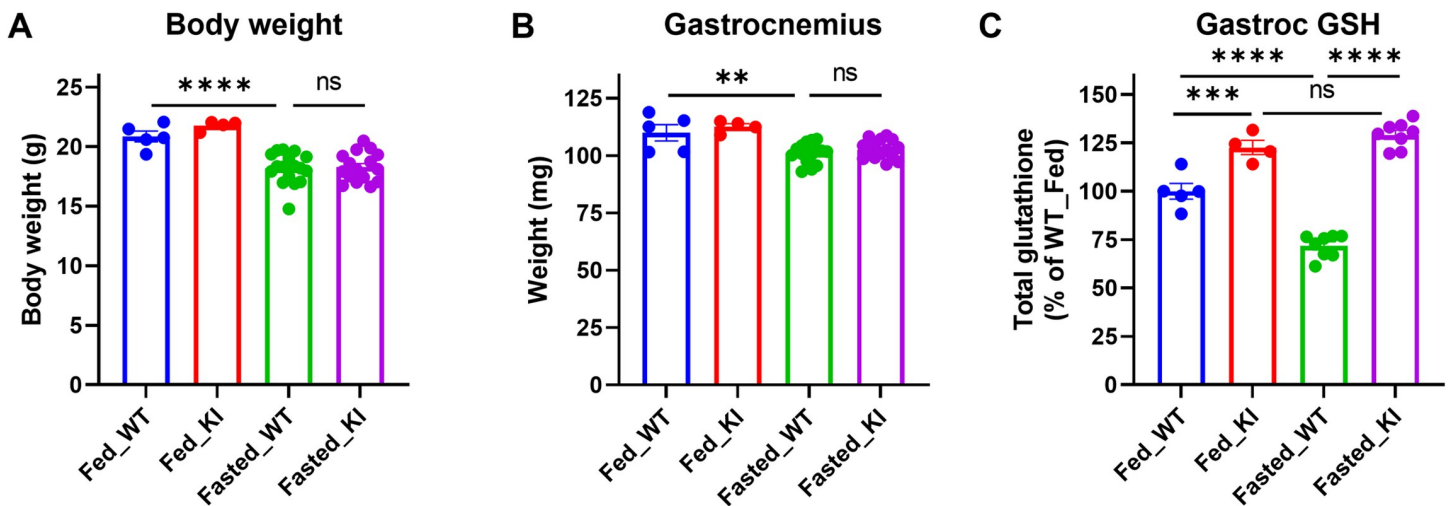 A
Body weight
Body weight (g)
25
20
15
10
5
0
****
ns
Fed_WT
Fed_KI
Fasted_WT
Fasted_KI
B
Gastrocnemius
Weight (mg)
125
100
75
50
25
0
**
ns
Fed_WT
Fed_KI
Fasted_WT
Fasted_KI
C
Gastroc GSH
Total glutathione
(% of WT_Fed)
150
125
100
75
50
25
0
**** ****
*** ns
Fed_WT
Fed_KI
Fasted_WT
Fasted_KI